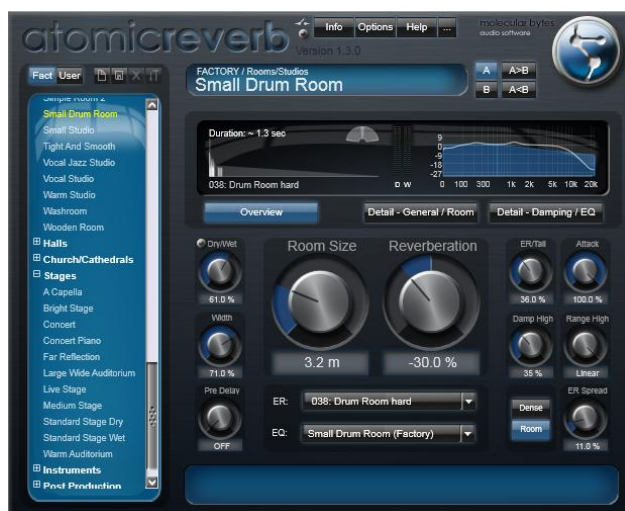 atomicreverb
Version 1.3.0
Info
Options
Help
...
molecular bytes
audio software
Fact
User
FACTORY / Rooms/Studios
Small Drum Room
A
A>B
B
A<B
Simple Room 2
Small Drum Room
Small Studio
Tight And Smooth
Vocal Jazz Studio
Vocal Studio
Warm Studio
Washroom
Wooden Room
Halls
Church/Cathedrals
Stages
A Capella
Bright Stage
Concert
Concert Piano
Far Reflection
Large Wide Auditorium
Live Stage
Medium Stage
Standard Stage Dry
Standard Stage Wet
Warm Auditorium
Instruments
Post Production
Duration: ~ 1.3 sec
038: Drum Room hard
D W
9
0
-9
-18
-27
0 100 300 1k 2k 5k 10k 20k
Overview
Detail - General / Room
Detail - Damping / EQ
Dry/Wet
61.0 %
Width
71.0 %
Pre Delay
OFF
Room Size
3.2 m
Reverberation
-30.0 %
ER:
038: Drum Room hard
EQ:
Small Drum Room (Factory)
ER/Tail
36.0 %
Attack
100.0 %
Damp High
35 %
Range High
Linear
Dense
Room
ER Spread
11.0 %